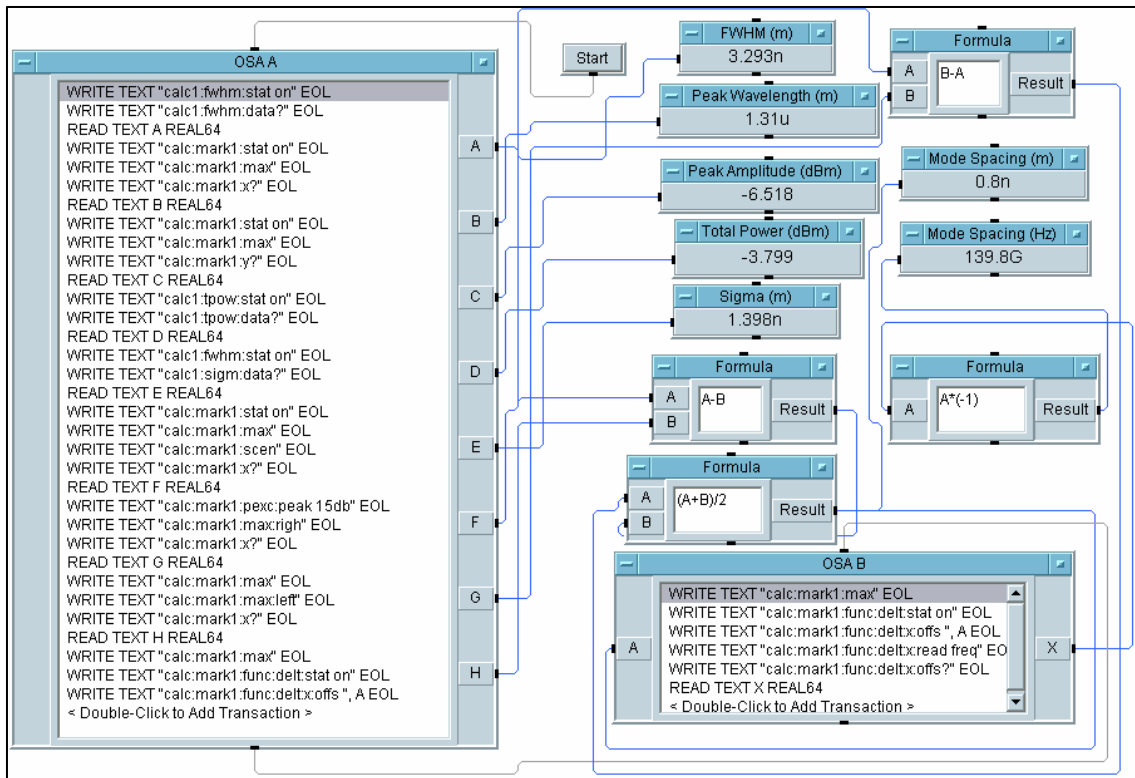 OSA A
WRITE TEXT "calc1:fwhm:stat on" EOL
WRITE TEXT "calc1:fwhm:data?" EOL
READ TEXT A REAL64
WRITE TEXT "calc:mark1:stat on" EOL
WRITE TEXT "calc:mark1:max" EOL
WRITE TEXT "calc:mark1:x?" EOL
READ TEXT B REAL64
WRITE TEXT "calc:mark1:stat on" EOL
WRITE TEXT "calc:mark1:max" EOL
WRITE TEXT "calc:mark1:y?" EOL
READ TEXT C REAL64
WRITE TEXT "calc1:tpow:stat on" EOL
WRITE TEXT "calc1:tpow:data?" EOL
READ TEXT D REAL64
WRITE TEXT "calc1:fwhm:stat on" EOL
WRITE TEXT "calc1:sigm:data?" EOL
READ TEXT E REAL64
WRITE TEXT "calc:mark1:stat on" EOL
WRITE TEXT "calc:mark1:max" EOL
WRITE TEXT "calc:mark1:scen" EOL
WRITE TEXT "calc:mark1:x?" EOL
READ TEXT F REAL64
WRITE TEXT "calc:mark1:pexc:peak 15db" EOL
WRITE TEXT "calc:mark1:max:righ" EOL
WRITE TEXT "calc:mark1:x?" EOL
READ TEXT G REAL64
WRITE TEXT "calc:mark1:max" EOL
WRITE TEXT "calc:mark1:max:left" EOL
WRITE TEXT "calc:mark1:x?" EOL
READ TEXT H REAL64
WRITE TEXT "calc:mark1:max" EOL
WRITE TEXT "calc:mark1:func:delt:stat on" EOL
WRITE TEXT "calc:mark1:func:delt:x:offs ", A EOL
< Double-Click to Add Transaction >
A
B
C
D
E
F
G
H
Start
FWHM (m)
3.293n
Peak Wavelength (m)
1.31u
Peak Amplitude (dBm)
-6.518
Total Power (dBm)
-3.799
Sigma (m)
1.398n
Formula
A
B
A-B
Result
Formula
A
B
(A+B)/2
Result
Formula
A
B
B-A
Result
Mode Spacing (m)
0.8n
Mode Spacing (Hz)
139.8G
Formula
A
A*(-1)
Result
OSA B
A
WRITE TEXT "calc:mark1:max" EOL
WRITE TEXT "calc:mark1:func:delt:stat on" EOL
WRITE TEXT "calc:mark1:func:delt:x:offs ", A EOL
WRITE TEXT "calc:mark1:func:delt:x:read freq" EO
WRITE TEXT "calc:mark1:func:delt:x:offs?" EOL
READ TEXT X REAL64
< Double-Click to Add Transaction >
X